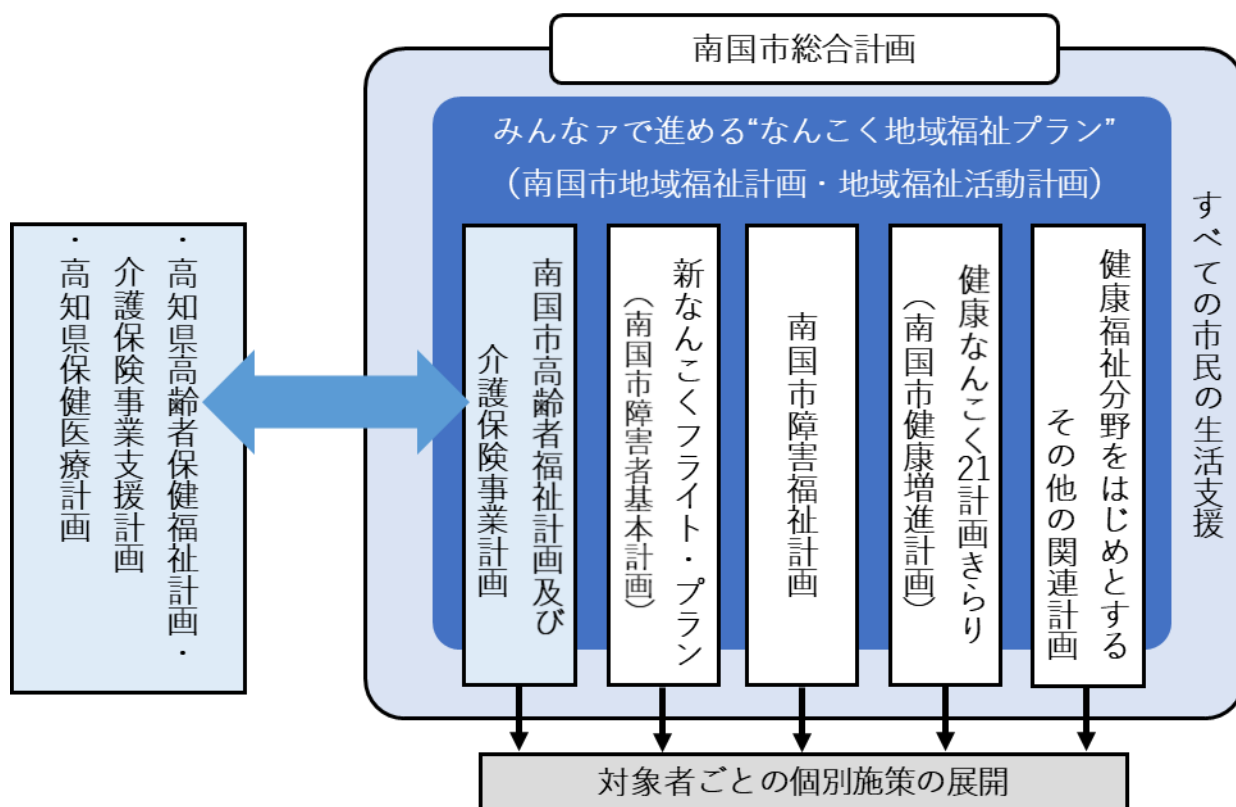 南国市総合計画
みんなァで進める“なんこく地域福祉プラン”
（南国市地域福祉計画・地域福祉活動計画）
すべての市民の生活支援
・高知県高齢者保健福祉計画・
介護保険事業支援計画
・高知県保健医療計画
南国市高齢者福祉計画及び
介護保険事業計画
新なんこくフライト・プラン
（南国市障害者基本計画）
南国市障害福祉計画
健康なんこく21計画きらり
（南国市健康増進計画）
健康福祉分野をはじめとする
その他の関連計画
対象者ごとの個別施策の展開